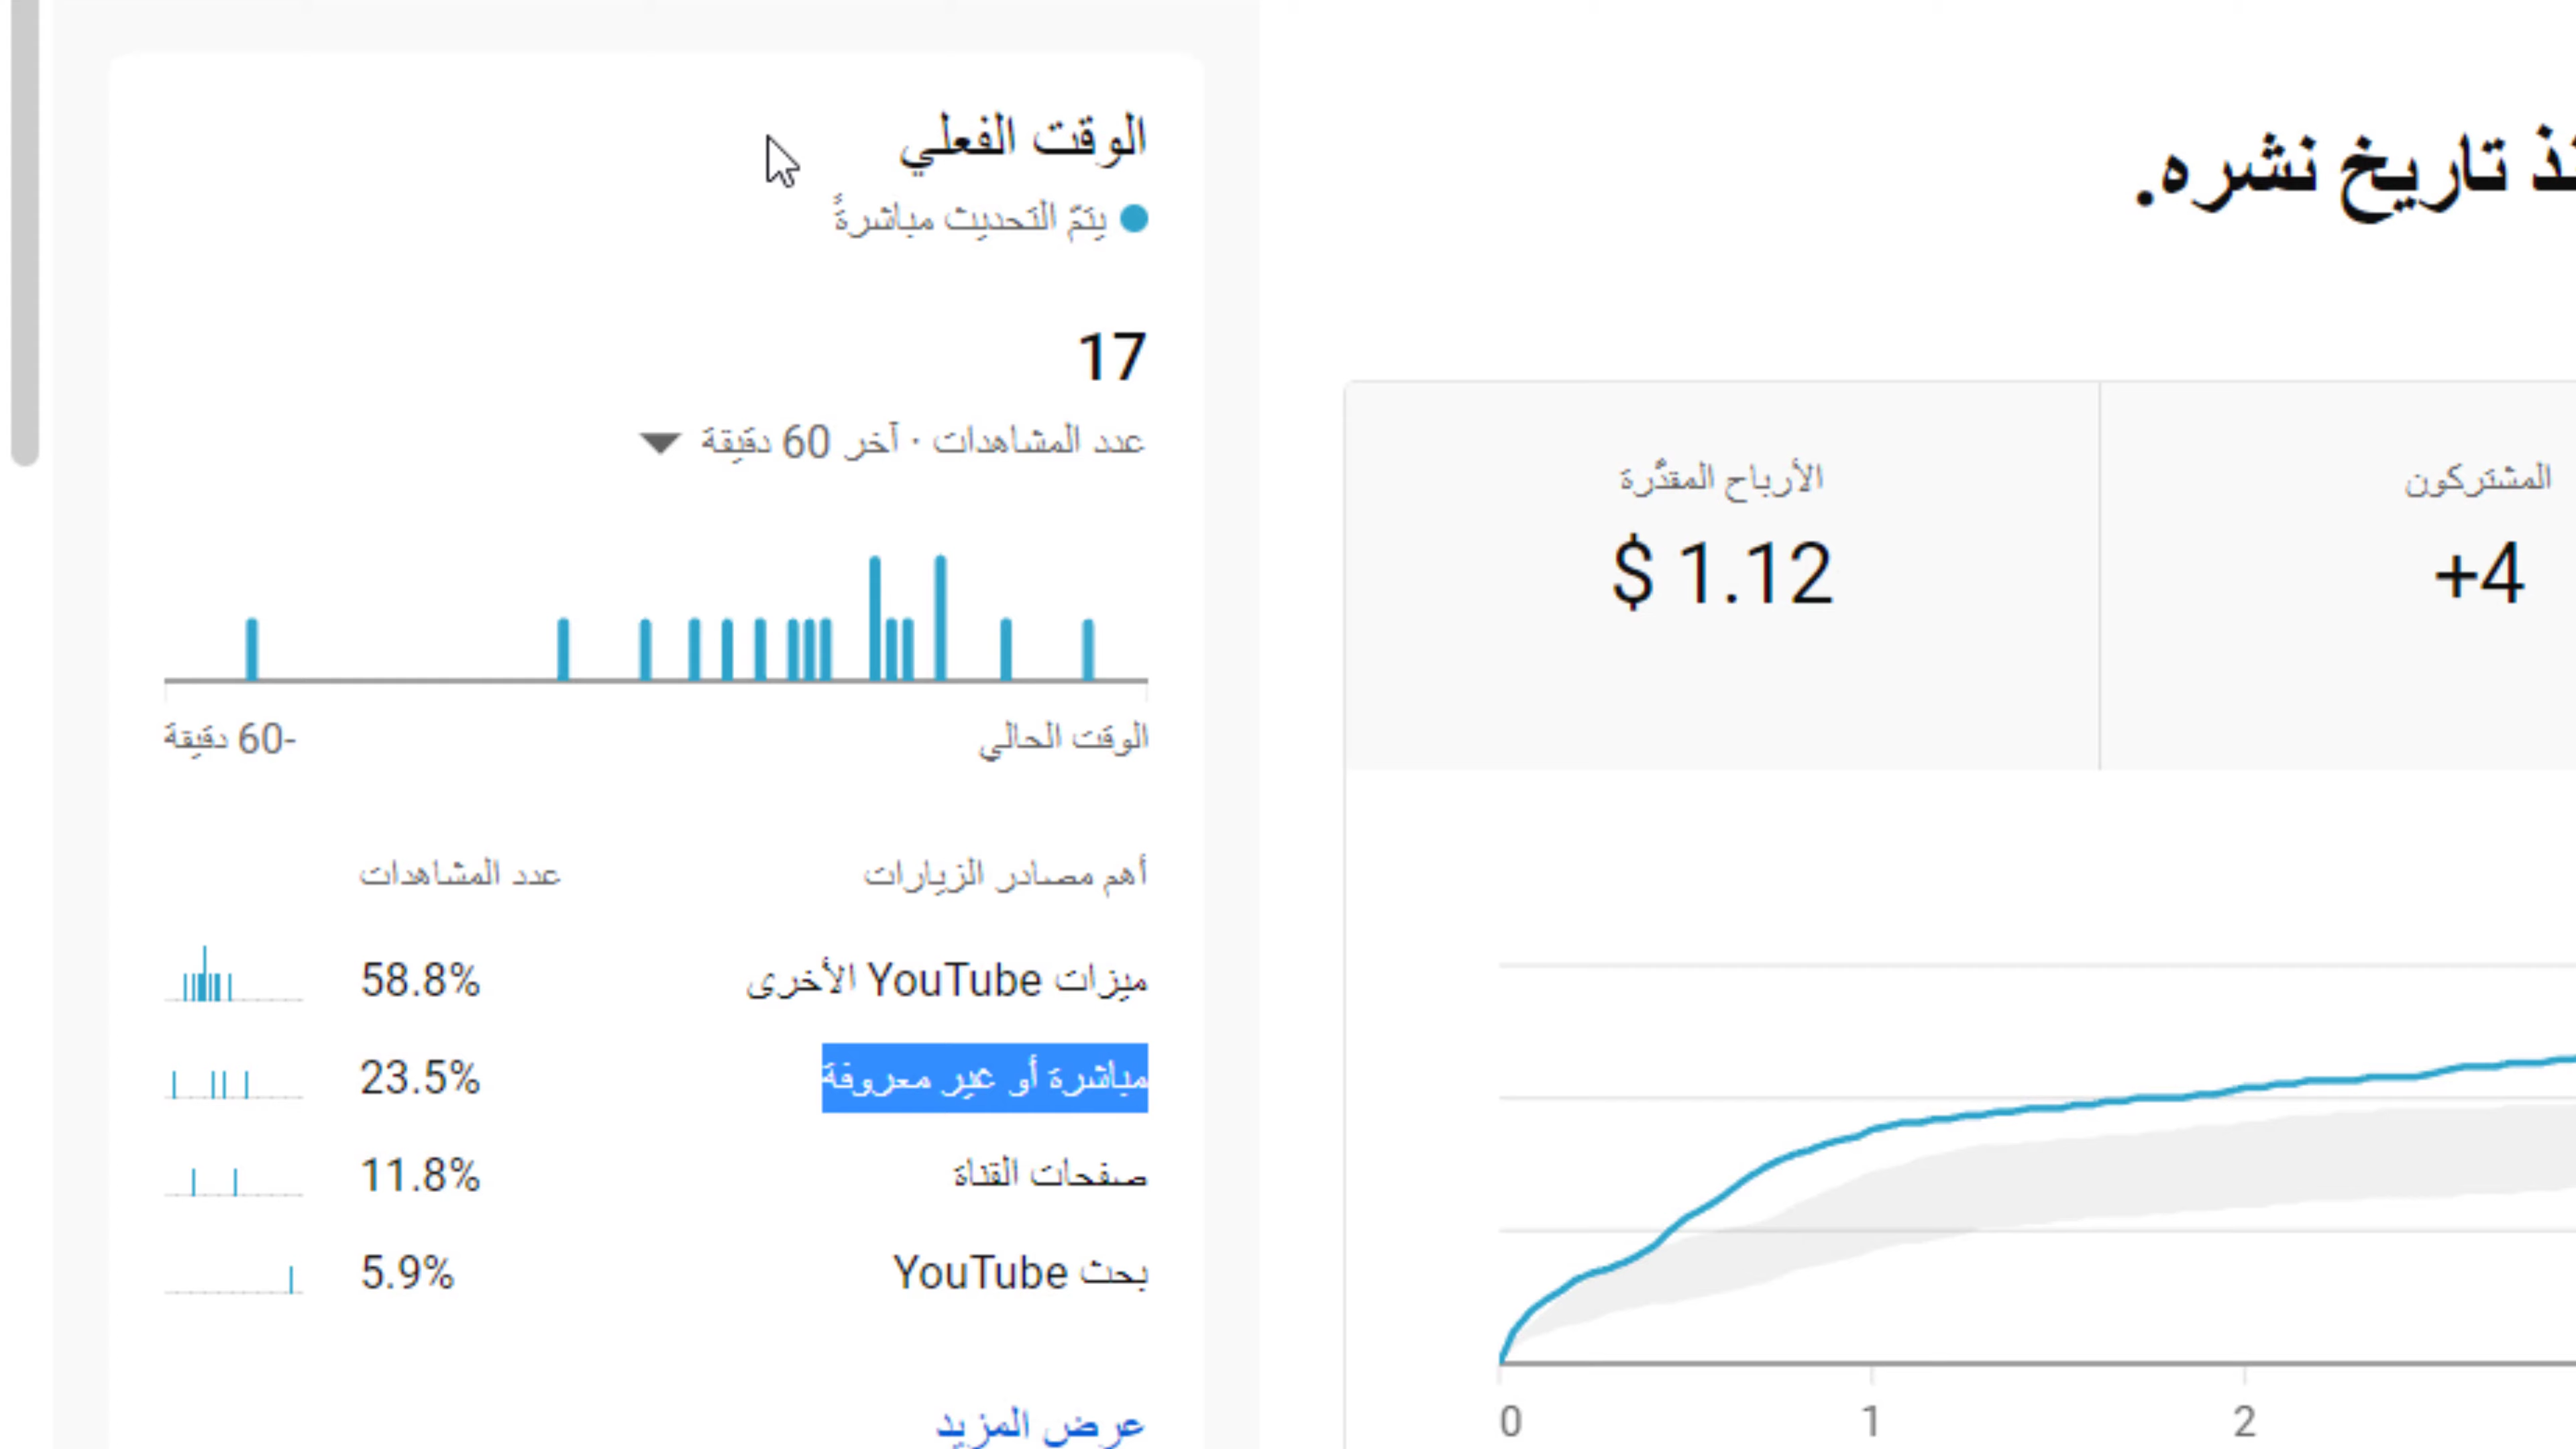 نذ تاريخ نشره.
المشتركون
+4
الأرباح المقدَّرة
$ 1.12
0
1
2
الوقت الفعلي
يتمّ التحديث مباشرةً
17
عدد المشاهدات · آخر 60 دقيقة
-60 دقيقة
الوقت الحالي
أهم مصادر الزيارات عدد المشاهدات
ميزات YouTube الأخرى 58.8%
مباشرة أو غير معروفة 23.5%
صفحات القناة 11.8%
بحث YouTube 5.9%
عرض المزيد